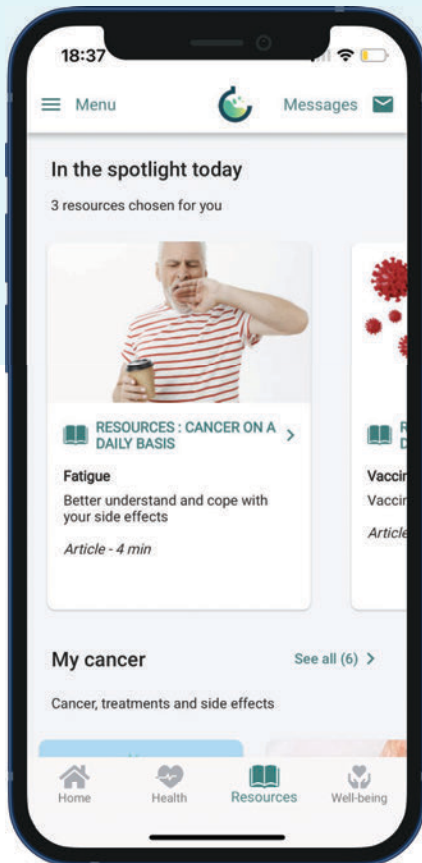 18:37
Menu
Messages
In the spotlight today
3 resources chosen for you
RESOURCES : CANCER ON A
DAILY BASIS
Fatigue
Better understand and cope with
your side effects
Article - 4 min
Article
My cancer
See all (6)
Cancer, treatments and side effects
Home
Health
Resources
Well-being